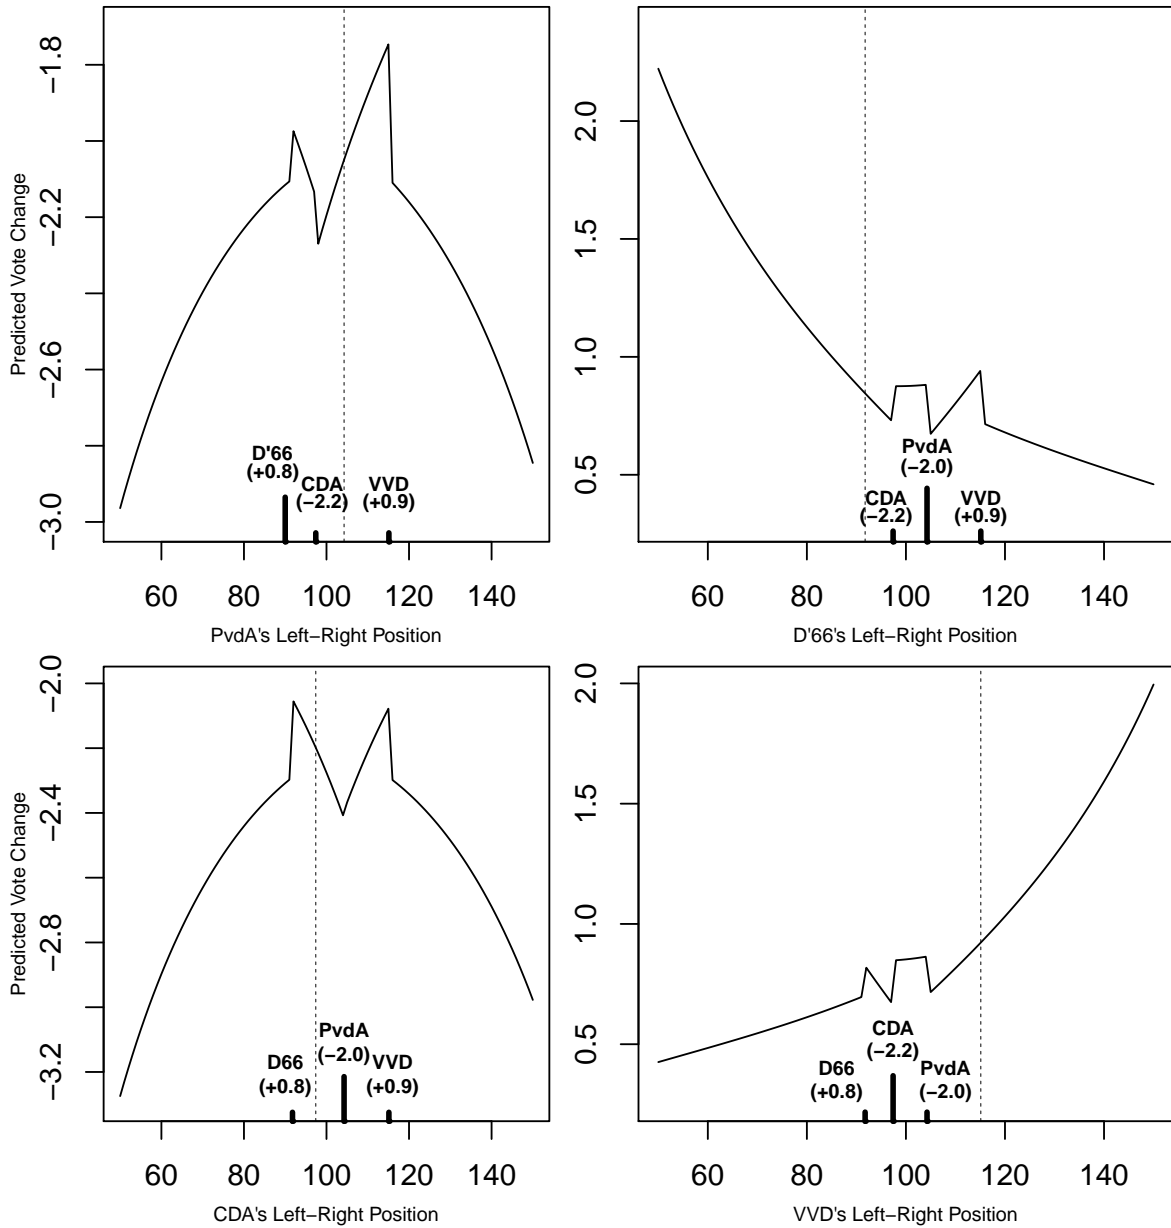 Predicted Vote Change
−1.8
−2.2
−2.6
−3.0
D'66
(+0.8)
CDA
(−2.2)
VVD
(+0.9)
60 80 100 120 140
PvdA's Left−Right Position
2.0
1.5
1.0
0.5
PvdA
(−2.0)
CDA
(−2.2)
VVD
(+0.9)
60 80 100 120 140
D'66's Left−Right Position
Predicted Vote Change
−2.0
−2.4
−2.8
−3.2
D66
(+0.8)
PvdA
(−2.0)
VVD
(+0.9)
60 80 100 120 140
CDA's Left−Right Position
2.0
1.5
1.0
0.5
D66
(+0.8)
CDA
(−2.2)
PvdA
(−2.0)
60 80 100 120 140
VVD's Left−Right Position